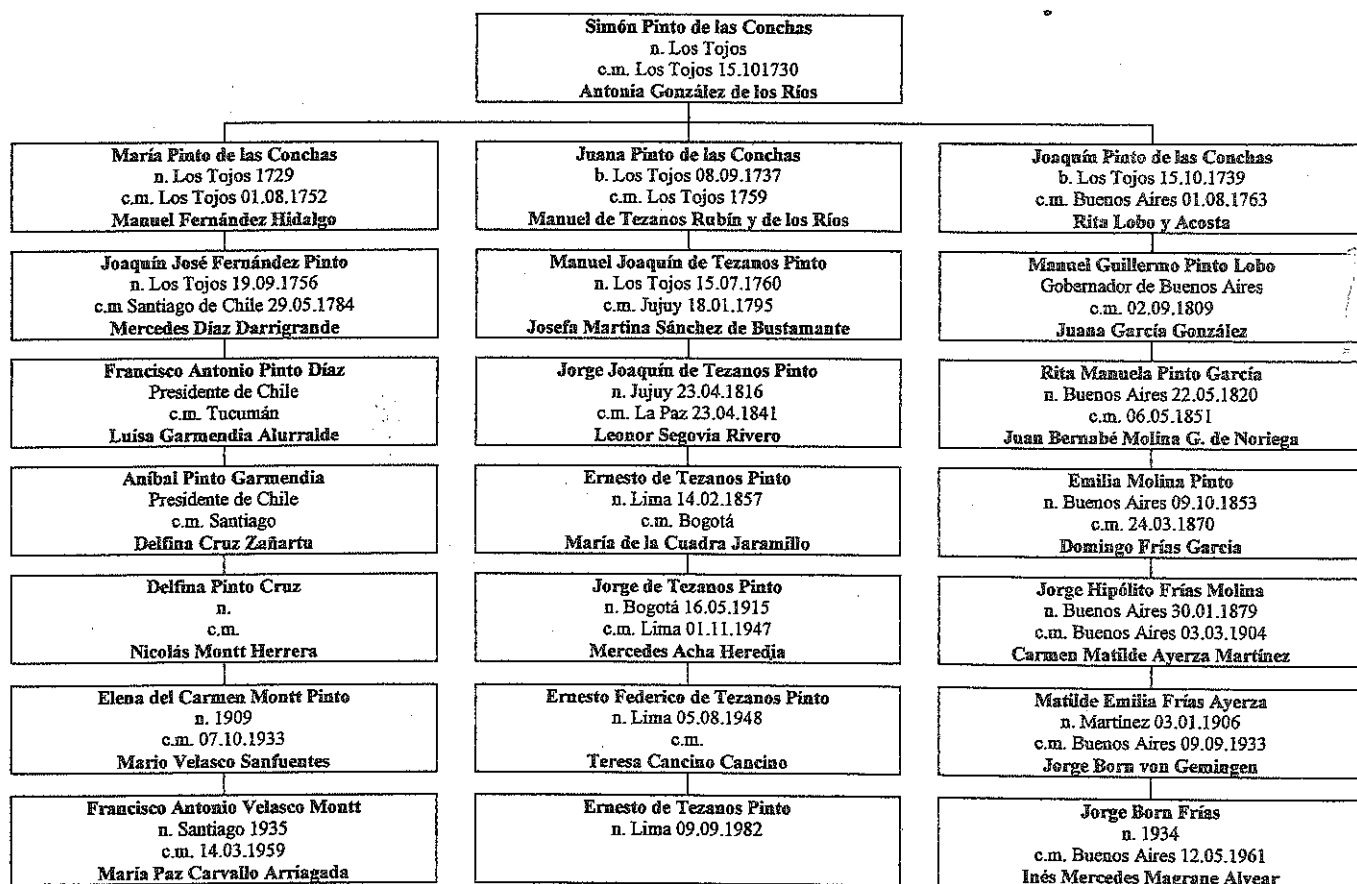 Simón Pinto de las Conchas
n. Los Tojos
c.m. Los Tojos 15.101730
Antonia González de los Ríos
María Pinto de las Conchas
n. Los Tojos 1729
c.m. Los Tojos 01.08.1752
Manuel Fernández Hidalgo
Joaquín José Fernández Pinto
n. Los Tojos 19.09.1756
c.m Santiago de Chile 29.05.1784
Mercedes Díaz Darrigrande
Francisco Antonio Pinto Díaz
Presidente de Chile
c.m. Tucumán
Luisa Garmendia Alurralde
Aníbal Pinto Garmendia
Presidente de Chile
c.m. Santiago
Delfina Cruz Zañartu
Delfina Pinto Cruz
n.
c.m.
Nicolás Montt Herrera
Elena del Carmen Montt Pinto
n. 1909
c.m. 07.10.1933
Mario Velasco Sanfuentes
Francisco Antonio Velasco Montt
n. Santiago 1935
c.m. 14.03.1959
María Paz Carvallo Arriagada
Juana Pinto de las Conchas
b. Los Tojos 08.09.1737
c.m. Los Tojos 1759
Manuel de Tezanos Rubín y de los Ríos
Manuel Joaquín de Tezanos Pinto
n. Los Tojos 15.07.1760
c.m. Jujuy 18.01.1795
Josefa Martina Sánchez de Bustamante
Jorge Joaquín de Tezanos Pinto
n. Jujuy 23.04.1816
c.m. La Paz 23.04.1841
Leonor Segovia Rivero
Ernesto de Tezanos Pinto
n. Lima 14.02.1857
c.m. Bogotá
María de la Cuadra Jaramillo
Jorge de Tezanos Pinto
n. Bogotá 16.05.1915
c.m. Lima 01.11.1947
Mercedes Acha Heredia
Ernesto Federico de Tezanos Pinto
n. Lima 05.08.1948
c.m.
Teresa Cancino Cancino
Ernesto de Tezanos Pinto
n. Lima 09.09.1982
Joaquín Pinto de las Conchas
b. Los Tojos 15.10.1739
c.m. Buenos Aires 01.08.1763
Rita Lobo y Acosta
Manuel Guillermo Pinto Lobo
Gobernador de Buenos Aires
c.m. 02.09.1809
Juana García González
Rita Manuela Pinto García
n. Buenos Aires 22.05.1820
c.m. 06.05.1851
Juan Bernabé Molina G. de Noriega
Emilia Molina Pinto
n. Buenos Aires 09.10.1853
c.m. 24.03.1870
Domingo Frías Garcia
Jorge Hipólito Frías Molina
n. Buenos Aires 30.01.1879
c.m. Buenos Aires 03.03.1904
Carmen Matilde Ayerza Martínez
Matilde Emilia Frías Ayerza
n. Martinez 03.01.1906
c.m. Buenos Aires 09.09.1933
Jorge Born von Gemingen
Jorge Born Frías
n. 1934
c.m. Buenos Aires 12.05.1961
Inés Mercedes Magrane Alvear